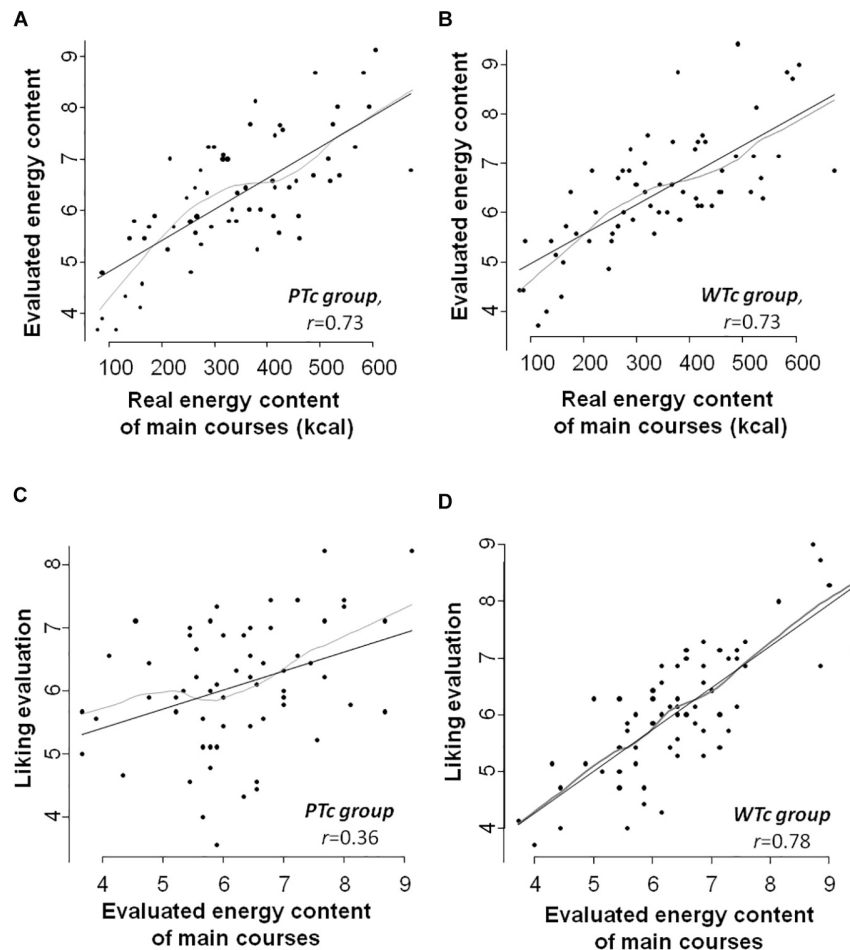 A
Evaluated energy content
9
8
7
6
5
4
PTc group,
r=0.73
100 200 300 400 500 600
Real energy content
of main courses (kcal)
B
Evaluated energy content
9
8
7
6
5
4
WTc group,
r=0.73
100 200 300 400 500 600
Real energy content
of main courses (kcal)
C
Liking evaluation
8
7
6
5
4
PTc group
r=0.36
4 5 6 7 8 9
Evaluated energy content
of main courses
D
Liking evaluation
9
8
7
6
5
4
WTc group
r=0.78
4 5 6 7 8 9
Evaluated energy content
of main courses